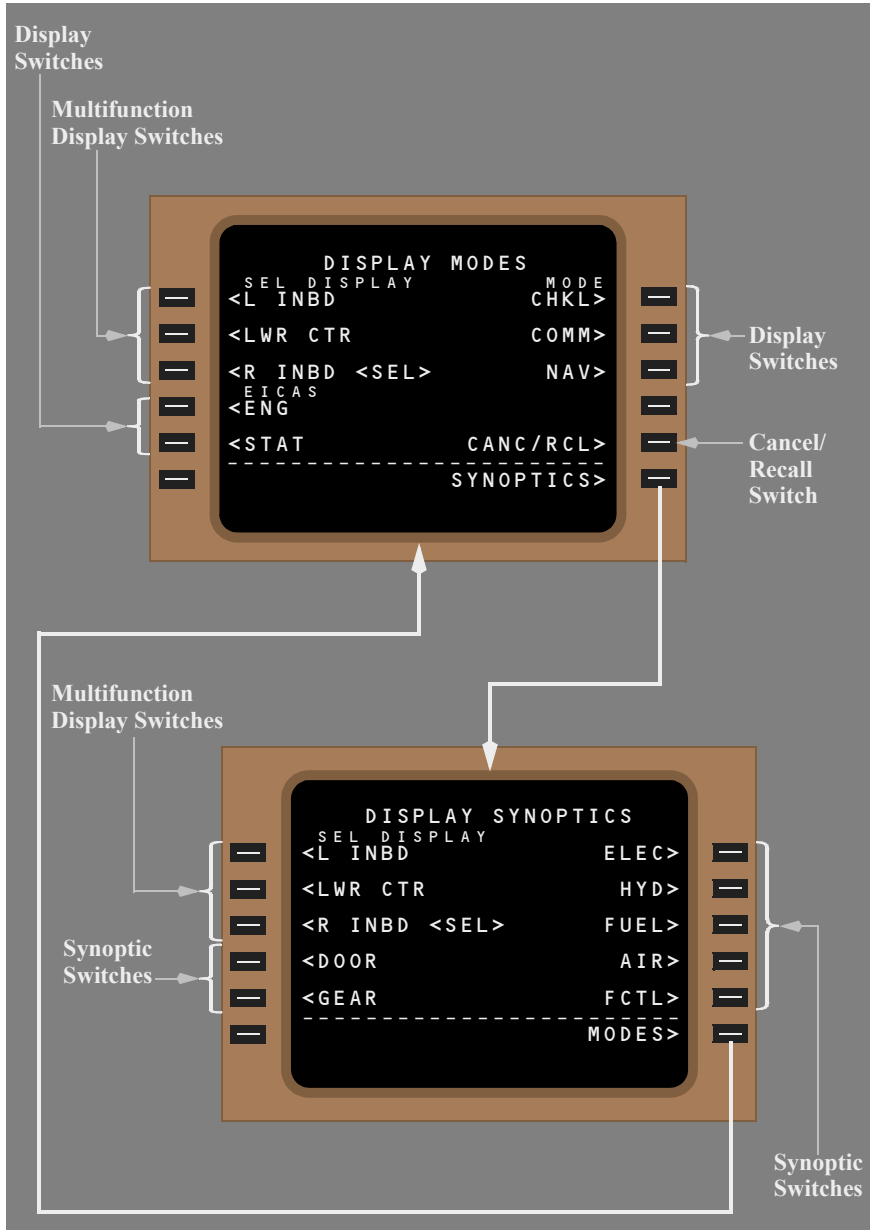 Display
Switches
Multifunction
Display Switches
DISPLAY MODES
SEL DISPLAY MODE
<L INBD CHKL>
<LWR CTR COMM>
<R INBD <SEL> NAV>
EICAS
<ENG
<STAT CANC/RCL>
SYNOPTICS>
Display
Switches
Cancel/
Recall
Switch
Multifunction
Display Switches
DISPLAY SYNOPTICS
SEL DISPLAY
<L INBD ELEC>
<LWR CTR HYD>
<R INBD <SEL> FUEL>
<DOOR AIR>
<GEAR FCTL>
MODES>
Synoptic
Switches
Synoptic
Switches